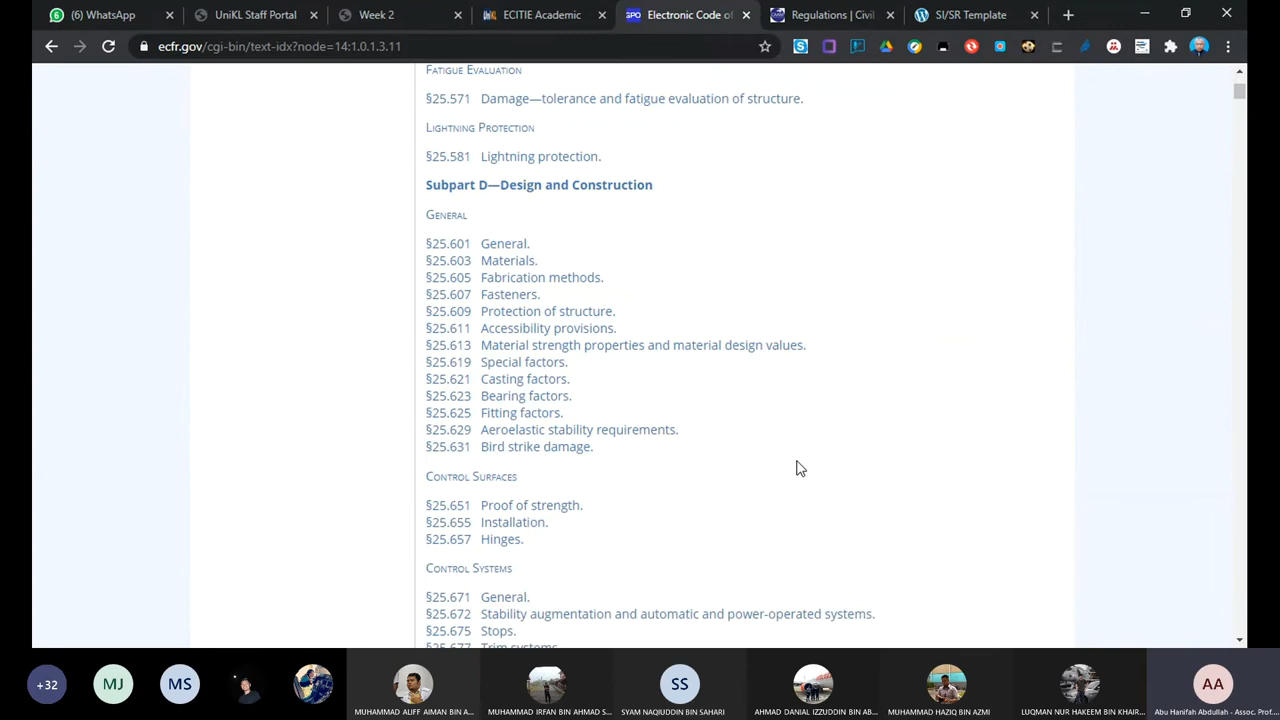 (6) WhatsApp
UniKL Staff Portal
Week 2
ECITIE Academic
GPO
Electronic Code of
Regulations | Civil
SI/SR Template
ecfr.gov/cgi-bin/text-idx?node=14:1.0.1.3.11
FATIGUE EVALUATION
§25.571 Damage—tolerance and fatigue evaluation of structure.
LIGHTNING PROTECTION
§25.581 Lightning protection.
Subpart D—Design and Construction
GENERAL
§25.601 General.
§25.603 Materials.
§25.605 Fabrication methods.
§25.607 Fasteners.
§25.609 Protection of structure.
§25.611 Accessibility provisions.
§25.613 Material strength properties and material design values.
§25.619 Special factors.
§25.621 Casting factors.
§25.623 Bearing factors.
§25.625 Fitting factors.
§25.629 Aeroelastic stability requirements.
§25.631 Bird strike damage.
CONTROL SURFACES
§25.651 Proof of strength.
§25.655 Installation.
§25.657 Hinges.
CONTROL SYSTEMS
§25.671 General.
§25.672 Stability augmentation and automatic and power-operated systems.
§25.675 Stops.
§25.677 Trim systems.
+32
MJ
MS
SS
AA
MUHAMMAD ALIFF AIMAN BIN A...
MUHAMMAD IRFAN BIN AHMAD S...
SYAM NAQIUDDIN BIN SAHARI
AHMAD DANIAL IZZUDDIN BIN AB...
MUHAMMAD HAZIQ BIN AZMI
LUQMAN NUR HAKEEM BIN KHAIR...
Abu Hanifah Abdullah - Assoc. Prof...